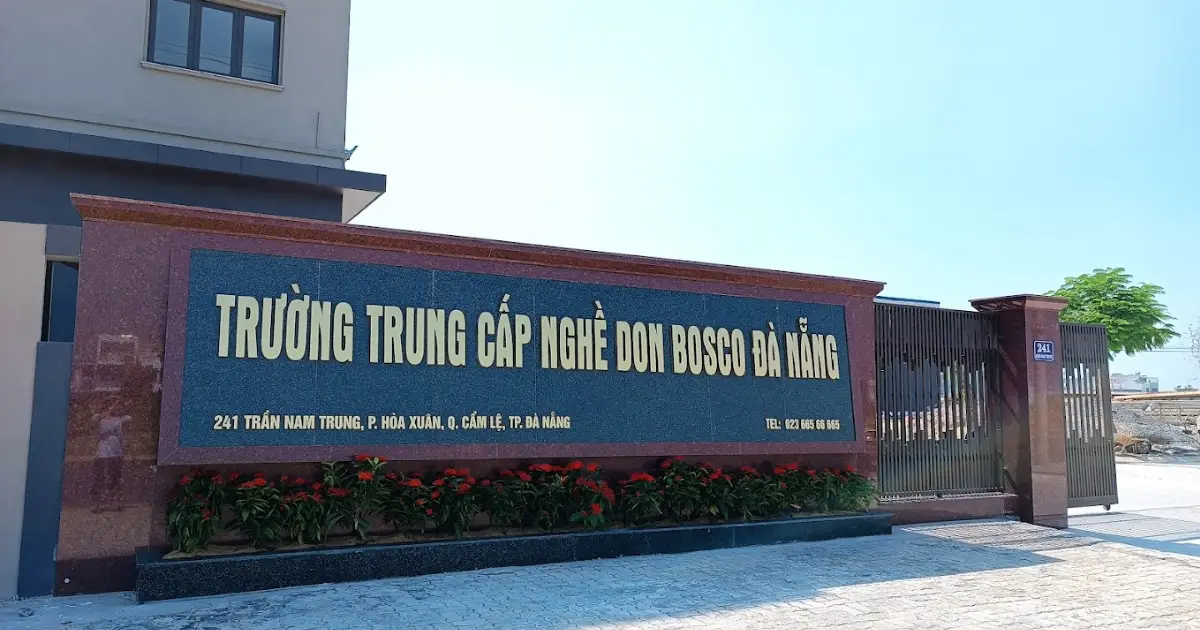 TRƯỜNG TRUNG CẤP NGHỀ DON BOSCO ĐÀ NẴNG
241 TRẦN NAM TRUNG, P. HÒA XUÂN, Q. CẨM LỆ, TP. ĐÀ NẴNG
TEL: 023 665 66 665
241